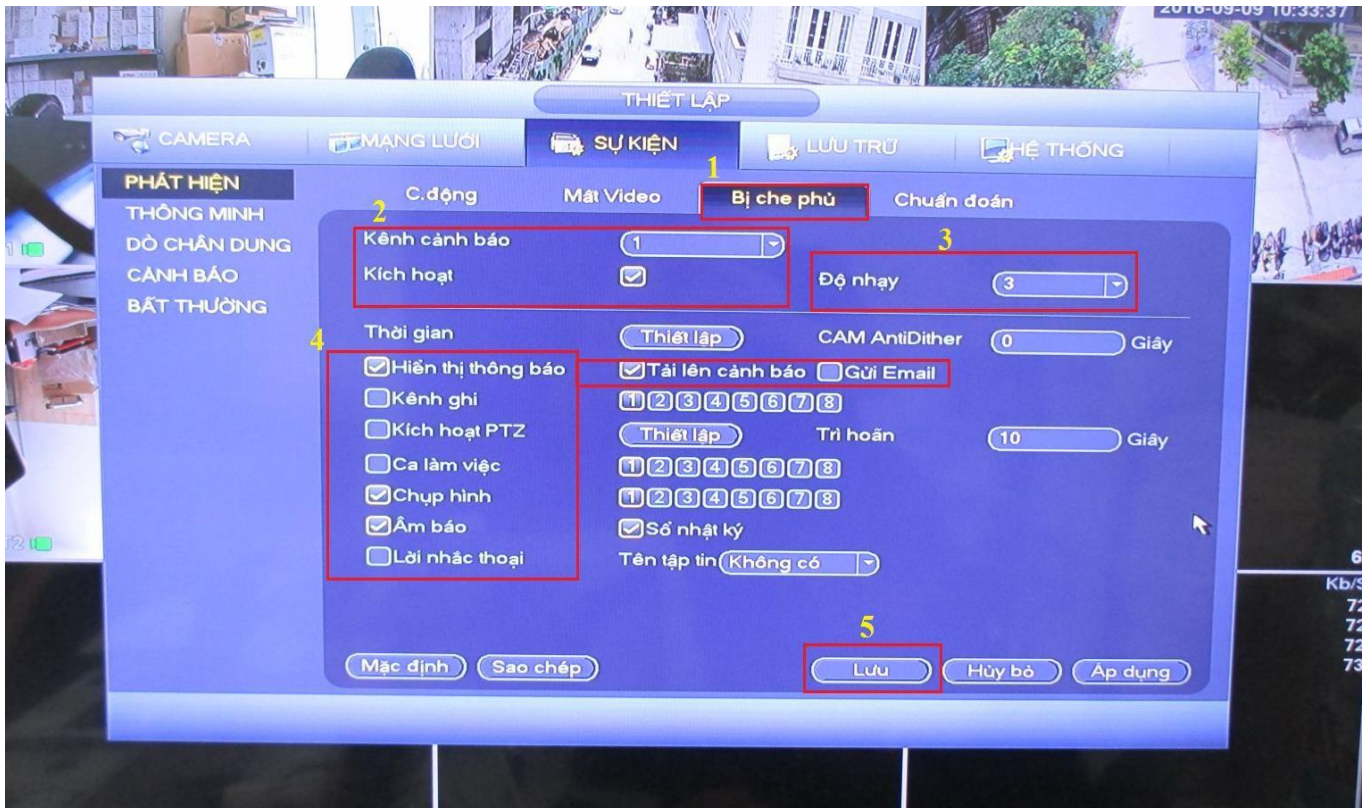 2016-09-09 10:33:37
THIẾT LẬP
CAMERA MẠNG LƯỚI SỰ KIỆN LƯU TRỮ HỆ THỐNG
1
PHÁT HIỆN C.động Mất Video Bị che phủ Chuẩn đoán
THÔNG MINH
2
DÒ CHÂN DUNG Kênh cảnh báo 1 3
CẢNH BÁO Kích hoạt Độ nhạy 3
BẤT THƯỜNG
4
Thời gian Thiết lập CAM AntiDither 0 Giây
Hiển thị thông báo Tải lên cảnh báo Gửi Email
Kênh ghi 1 2 3 4 5 6 7 8
Kích hoạt PTZ Thiết lập Trì hoãn 10 Giây
Ca làm việc 1 2 3 4 5 6 7 8
Chụp hình 1 2 3 4 5 6 7 8
Âm báo Sổ nhật ký
Lời nhắc thoại Tên tập tin Không có
5
Mặc định Sao chép Lưu Hủy bỏ Áp dụng
6
Kb/S
72
72
72
73